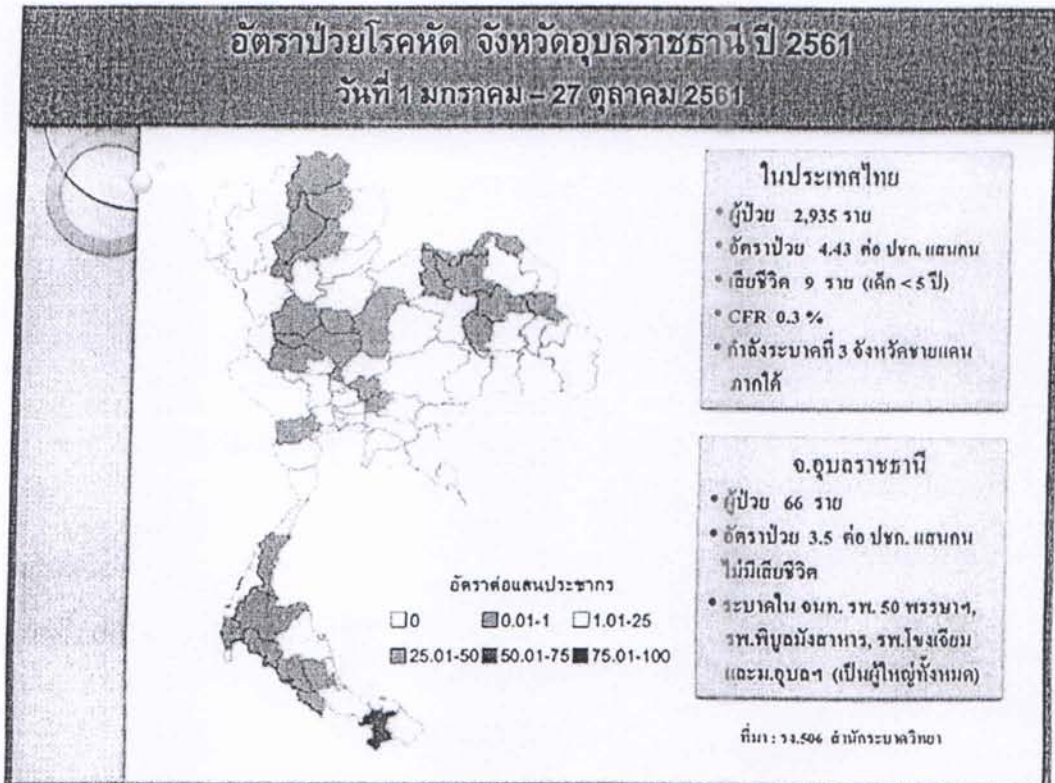 อัตราป่วยโรคหัด จังหวัดอุบลราชธานี ปี 2561
วันที่ 1 มกราคม – 27 ตุลาคม 2561
ในประเทศไทย
• ผู้ป่วย 2,935 ราย
• อัตราป่วย 4.43 ต่อ ปชก. แสนคน
• เสียชีวิต 9 ราย (เด็ก < 5 ปี)
• CFR 0.3 %
• กำลังระบาดที่ 3 จังหวัดชายแดน
ภาคใต้
จ.อุบลราชธานี
• ผู้ป่วย 66 ราย
• อัตราป่วย 3.5 ต่อ ปชก. แสนคน
ไม่มีเสียชีวิต
• ระบาดใน จนท. รพ. 50 พรรษาฯ,
รพ.พิบูลมังสาหาร, รพ.โขงเจียม
และม.อุบลฯ (เป็นผู้ใหญ่ทั้งหมด)
อัตราต่อแสนประชากร
0 0.01-1 1.01-25
25.01-50 50.01-75 75.01-100
ที่มา : รง.506 สำนักระบาดวิทยา